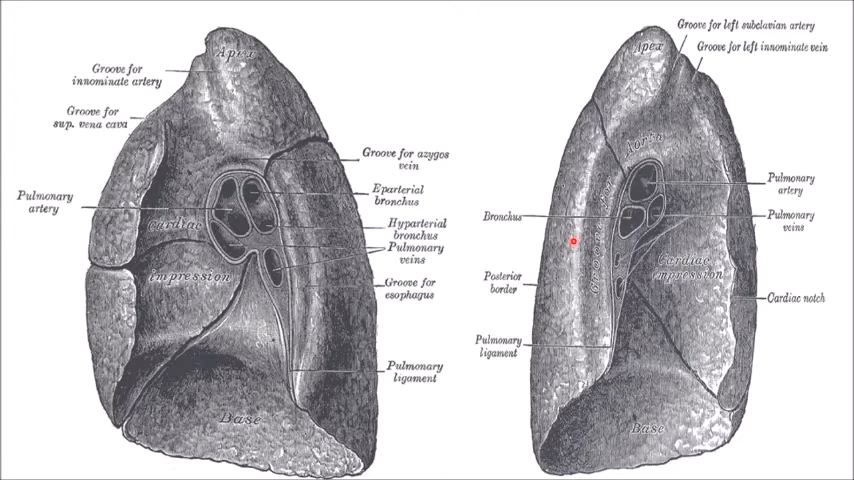 Apex
Groove for
innominate artery
Groove for
sup. vena cava
Groove for azygos
vein
Pulmonary
artery
Eparterial
bronchus
Cardiac
impression
Hyparterial
bronchus
Pulmonary
veins
Groove for
esophagus
Pulmonary
ligament
Base
Groove for left subclavian artery
Groove for left innominate vein
Apex
Aorta
Pulmonary
artery
Bronchus
Pulmonary
veins
Cardiac
impression
Posterior
border
Cardiac notch
Pulmonary
ligament
Base